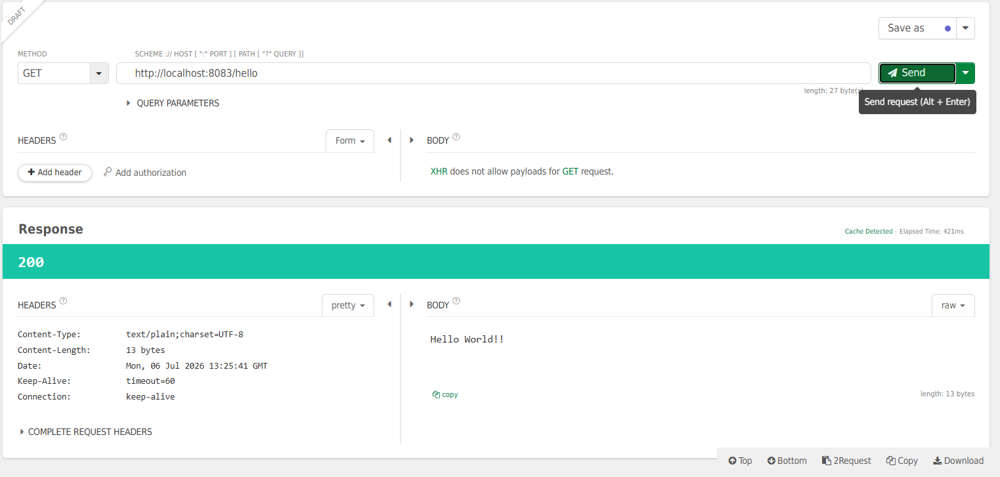 DRAFT
Save as
METHOD SCHEME :// HOST [ ":" PORT ] [ PATH [ "?" QUERY ]]
GET http://localhost:8083/hello Send
length: 27 byte(s)
Send request (Alt + Enter)
QUERY PARAMETERS
HEADERS ? Form BODY ?
+ Add header Add authorization XHR does not allow payloads for GET request.
Response Cache Detected - Elapsed Time: 421ms
200
HEADERS ? pretty BODY ? raw
Content-Type: text/plain;charset=UTF-8 Hello World!!
Content-Length: 13 bytes
Date: Mon, 06 Jul 2026 13:25:41 GMT
Keep-Alive: timeout=60
Connection: keep-alive
copy length: 13 bytes
COMPLETE REQUEST HEADERS
Top Bottom 2Request Copy Download